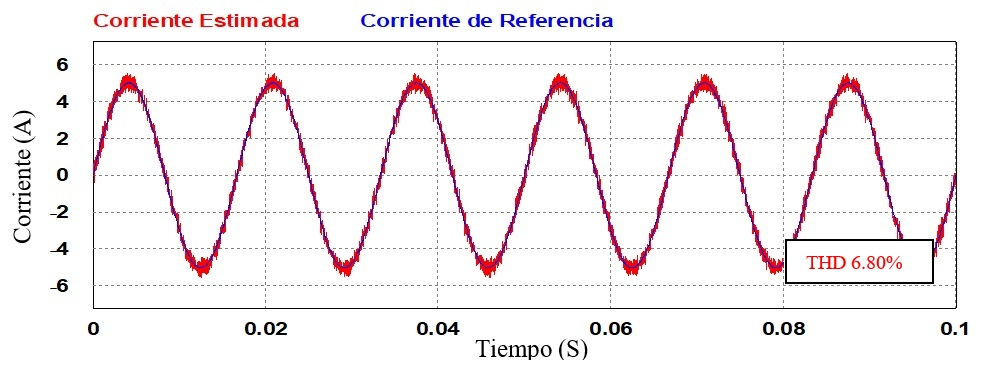 Corriente Estimada Corriente de Referencia
6
4
2
0
-2
-4
-6
Corriente (A)
THD 6.80%
0 0.02 0.04 0.06 0.08 0.1
Tiempo (S)